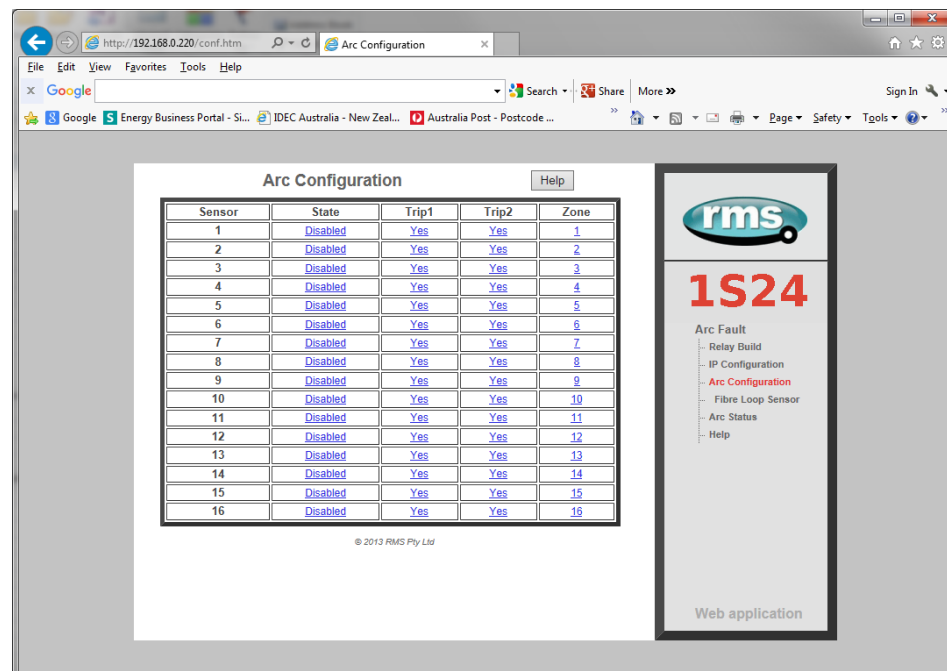 http://192.168.0.220/conf.htm
Arc Configuration
File Edit View Favorites Tools Help
x Google Search Share More » Sign In
Google Energy Business Portal - Si... IDEC Australia - New Zeal... Australia Post - Postcode ... » Page Safety Tools »
Arc Configuration Help
Sensor State Trip1 Trip2 Zone
1 Disabled Yes Yes 1
2 Disabled Yes Yes 2
3 Disabled Yes Yes 3
4 Disabled Yes Yes 4
5 Disabled Yes Yes 5
6 Disabled Yes Yes 6
7 Disabled Yes Yes 7
8 Disabled Yes Yes 8
9 Disabled Yes Yes 9
10 Disabled Yes Yes 10
11 Disabled Yes Yes 11
12 Disabled Yes Yes 12
13 Disabled Yes Yes 13
14 Disabled Yes Yes 14
15 Disabled Yes Yes 15
16 Disabled Yes Yes 16
© 2013 RMS Pty Ltd
rms
1S24
Arc Fault
Relay Build
IP Configuration
Arc Configuration
Fibre Loop Sensor
Arc Status
Help
Web application